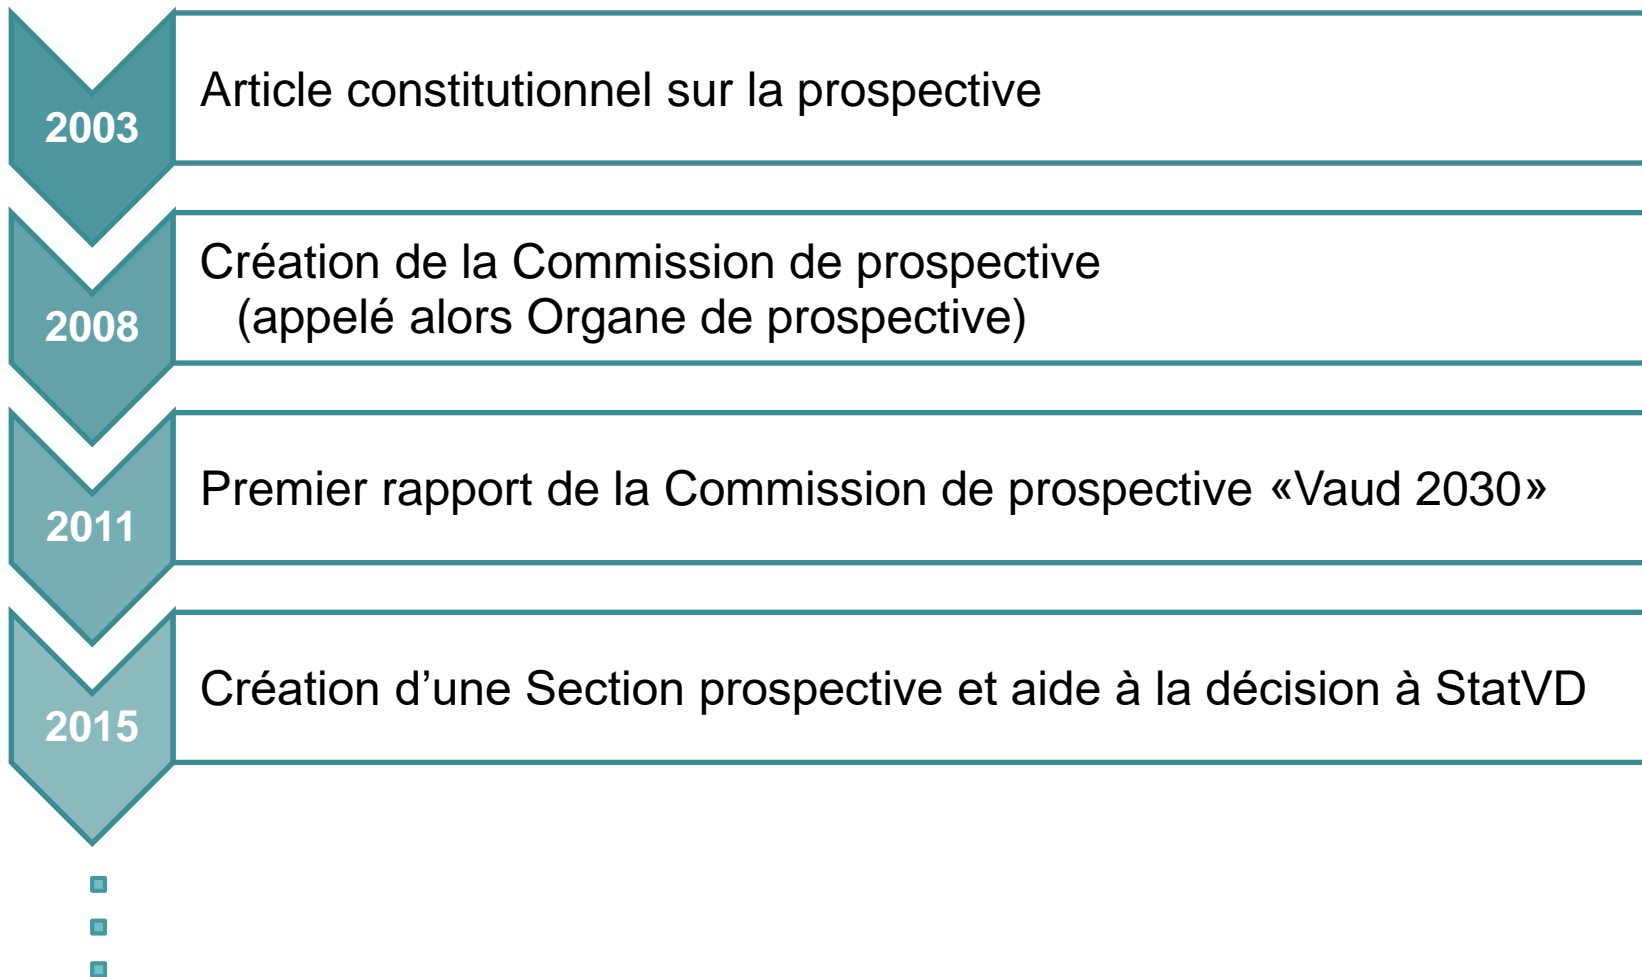 2003
Article constitutionnel sur la prospective
2008
Création de la Commission de prospective
(appelé alors Organe de prospective)
2011
Premier rapport de la Commission de prospective «Vaud 2030»
2015
Création d’une Section prospective et aide à la décision à StatVD